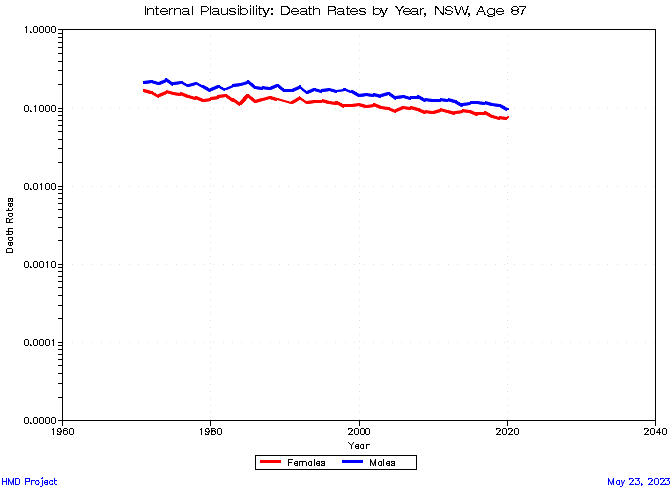 Internal Plausibility: Death Rates by Year, NSW, Age 87
1.0000
0.1000
0.0100
0.0010
0.0001
0.0000
Death Rates
1960
1980
2000
2020
2040
Year
Females
Males
HMD Project
May 23, 2023